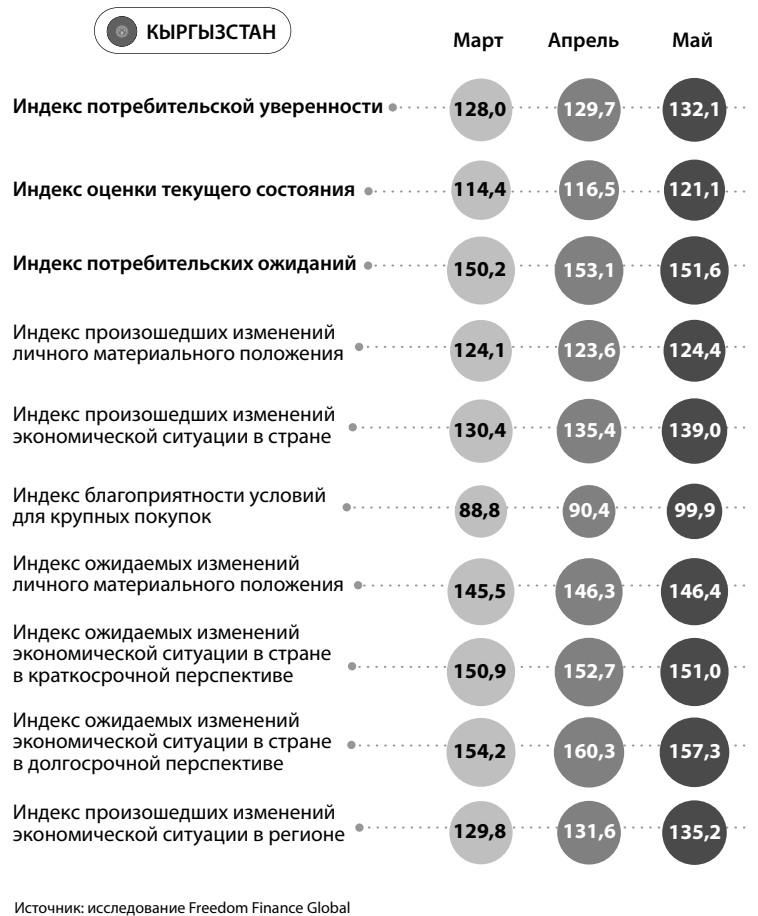 КЫРГЫЗСТАН
Март Апрель Май
Индекс потребительской уверенности 128,0 129,7 132,1
Индекс оценки текущего состояния 114,4 116,5 121,1
Индекс потребительских ожиданий 150,2 153,1 151,6
Индекс произошедших изменений
личного материального положения 124,1 123,6 124,4
Индекс произошедших изменений
экономической ситуации в стране 130,4 135,4 139,0
Индекс благоприятности условий
для крупных покупок 88,8 90,4 99,9
Индекс ожидаемых изменений
личного материального положения 145,5 146,3 146,4
Индекс ожидаемых изменений
экономической ситуации в стране
в краткосрочной перспективе 150,9 152,7 151,0
Индекс ожидаемых изменений
экономической ситуации в стране
в долгосрочной перспективе 154,2 160,3 157,3
Индекс произошедших изменений
экономической ситуации в регионе 129,8 131,6 135,2
Источник: исследование Freedom Finance Global